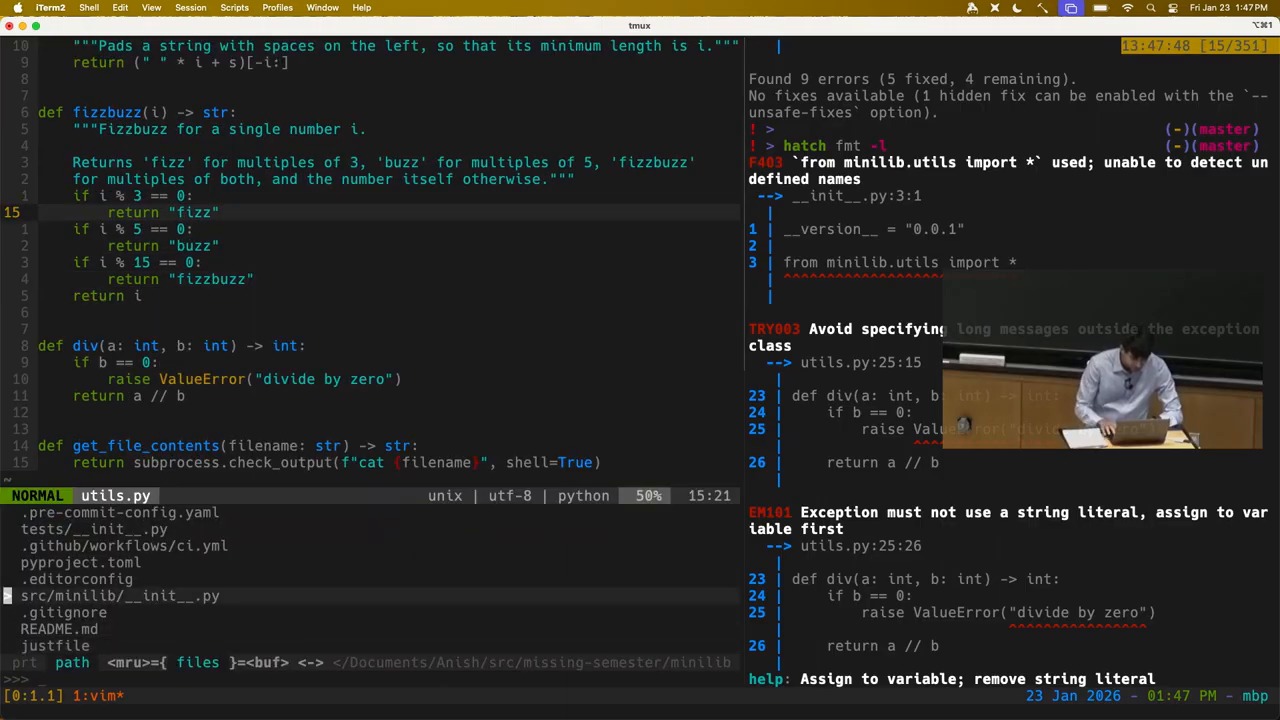 iTerm2 Shell Edit View Session Scripts Profiles Window Help Fri Jan 23 1:47 PM
tmux ⌥⌘1
10 """Pads a string with spaces on the left, so that its minimum length is i."""
9 return (" " * i + s)[-i:]
8
7
6 def fizzbuzz(i) -> str:
5 """Fizzbuzz for a single number i.
4
3 Returns 'fizz' for multiples of 3, 'buzz' for multiples of 5, 'fizzbuzz'
2 for multiples of both, and the number itself otherwise."""
1 if i % 3 == 0:
15 return "fizz"
1 if i % 5 == 0:
2 return "buzz"
3 if i % 15 == 0:
4 return "fizzbuzz"
5 return i
6
7
8 def div(a: int, b: int) -> int:
9 if b == 0:
10 raise ValueError("divide by zero")
11 return a // b
12
13
14 def get_file_contents(filename: str) -> str:
15 return subprocess.check_output(f"cat {filename}", shell=True)
~
NORMAL utils.py unix | utf-8 | python 50% 15:21
.pre-commit-config.yaml
tests/__init__.py
.github/workflows/ci.yml
pyproject.toml
.editorconfig
> src/minilib/__init__.py
.gitignore
README.md
justfile
prt path <mru>={ files }=<buf> <-> </Documents/Anish/src/missing-semester/minilib
>>> _
[0:1.1] 1:vim* 23 Jan 2026 - 01:47 PM - mbp
| 13:47:48 [15/351]
Found 9 errors (5 fixed, 4 remaining).
No fixes available (1 hidden fix can be enabled with the `--
unsafe-fixes` option).
! > (-)(master)
! > hatch fmt -l (-)(master)
F403 `from minilib.utils import *` used; unable to detect un
defined names
--> __init__.py:3:1
|
1 | __version__ = "0.0.1"
2 |
3 | from minilib.utils import *
| ^^^^^^^^^^^^^^^^^^
|
TRY003 Avoid specifying long messages outside the exception
class
--> utils.py:25:15
|
23 | def div(a: int, b: int) -> int:
24 | if b == 0:
25 | raise ValueError("divide by zero")
| ^^^
26 | return a // b
|
EM101 Exception must not use a string literal, assign to var
iable first
--> utils.py:25:26
|
23 | def div(a: int, b: int) -> int:
24 | if b == 0:
25 | raise ValueError("divide by zero")
| ^^^^^^^^^^^^^^^^
26 | return a // b
|
help: Assign to variable; remove string literal